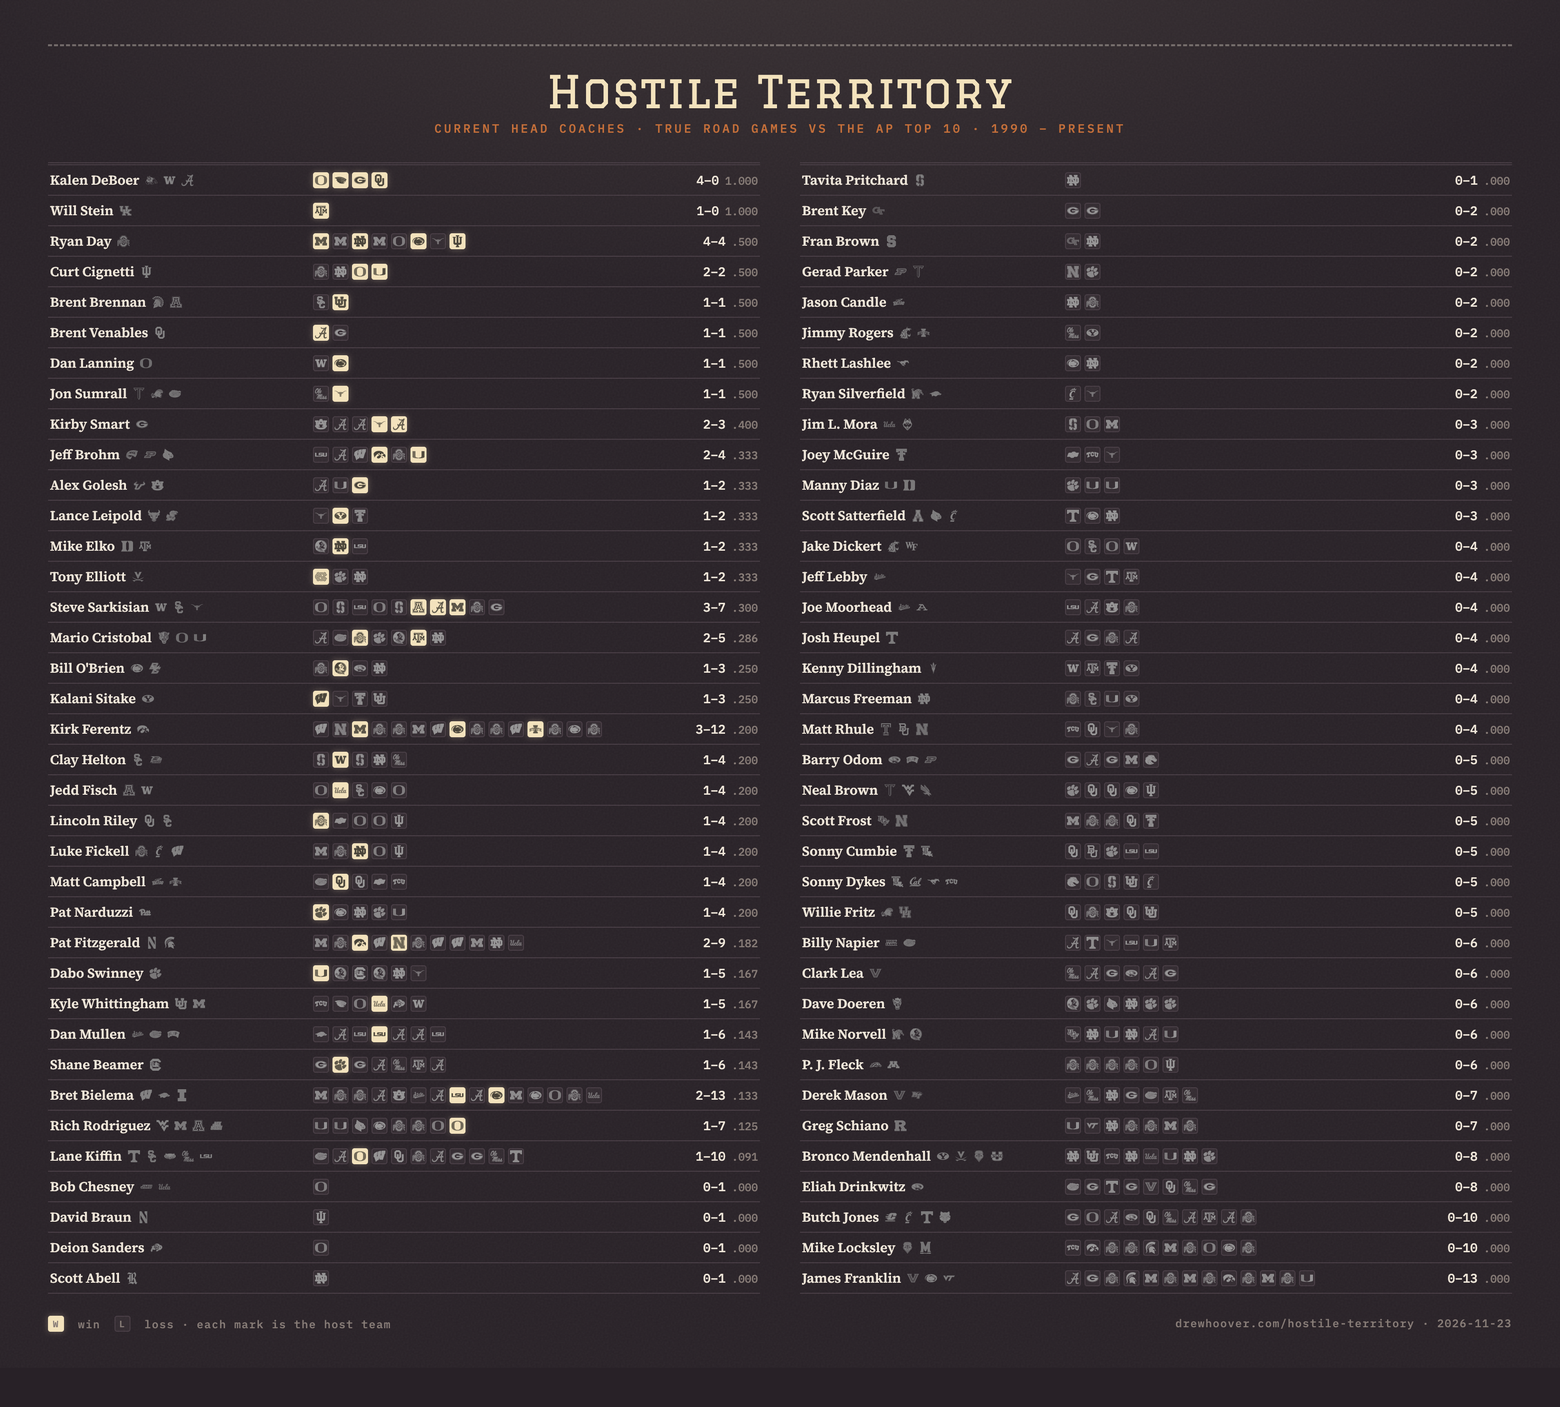 Hostile Territory
CURRENT HEAD COACHES · TRUE ROAD GAMES VS THE AP TOP 10 · 1990 – PRESENT
Kalen DeBoer 4–0 1.000
Will Stein 1–0 1.000
Ryan Day 4–4 .500
Curt Cignetti 2–2 .500
Brent Brennan 1–1 .500
Brent Venables 1–1 .500
Dan Lanning 1–1 .500
Jon Sumrall 1–1 .500
Kirby Smart 2–3 .400
Jeff Brohm 2–4 .333
Alex Golesh 1–2 .333
Lance Leipold 1–2 .333
Mike Elko 1–2 .333
Tony Elliott 1–2 .333
Steve Sarkisian 3–7 .300
Mario Cristobal 2–5 .286
Bill O'Brien 1–3 .250
Kalani Sitake 1–3 .250
Kirk Ferentz 3–12 .200
Clay Helton 1–4 .200
Jedd Fisch 1–4 .200
Lincoln Riley 1–4 .200
Luke Fickell 1–4 .200
Matt Campbell 1–4 .200
Pat Narduzzi 1–4 .200
Pat Fitzgerald 2–9 .182
Dabo Swinney 1–5 .167
Kyle Whittingham 1–5 .167
Dan Mullen 1–6 .143
Shane Beamer 1–6 .143
Bret Bielema 2–13 .133
Rich Rodriguez 1–7 .125
Lane Kiffin 1–10 .091
Bob Chesney 0–1 .000
David Braun 0–1 .000
Deion Sanders 0–1 .000
Scott Abell 0–1 .000
Tavita Pritchard 0–1 .000
Brent Key 0–2 .000
Fran Brown 0–2 .000
Gerad Parker 0–2 .000
Jason Candle 0–2 .000
Jimmy Rogers 0–2 .000
Rhett Lashlee 0–2 .000
Ryan Silverfield 0–2 .000
Jim L. Mora 0–3 .000
Joey McGuire 0–3 .000
Manny Diaz 0–3 .000
Scott Satterfield 0–3 .000
Jake Dickert 0–4 .000
Jeff Lebby 0–4 .000
Joe Moorhead 0–4 .000
Josh Heupel 0–4 .000
Kenny Dillingham 0–4 .000
Marcus Freeman 0–4 .000
Matt Rhule 0–4 .000
Barry Odom 0–5 .000
Neal Brown 0–5 .000
Scott Frost 0–5 .000
Sonny Cumbie 0–5 .000
Sonny Dykes 0–5 .000
Willie Fritz 0–5 .000
Billy Napier 0–6 .000
Clark Lea 0–6 .000
Dave Doeren 0–6 .000
Mike Norvell 0–6 .000
P. J. Fleck 0–6 .000
Derek Mason 0–7 .000
Greg Schiano 0–7 .000
Bronco Mendenhall 0–8 .000
Eliah Drinkwitz 0–8 .000
Butch Jones 0–10 .000
Mike Locksley 0–10 .000
James Franklin 0–13 .000
W win L loss · each mark is the host team
drewhoover.com/hostile-territory · 2026-11-23